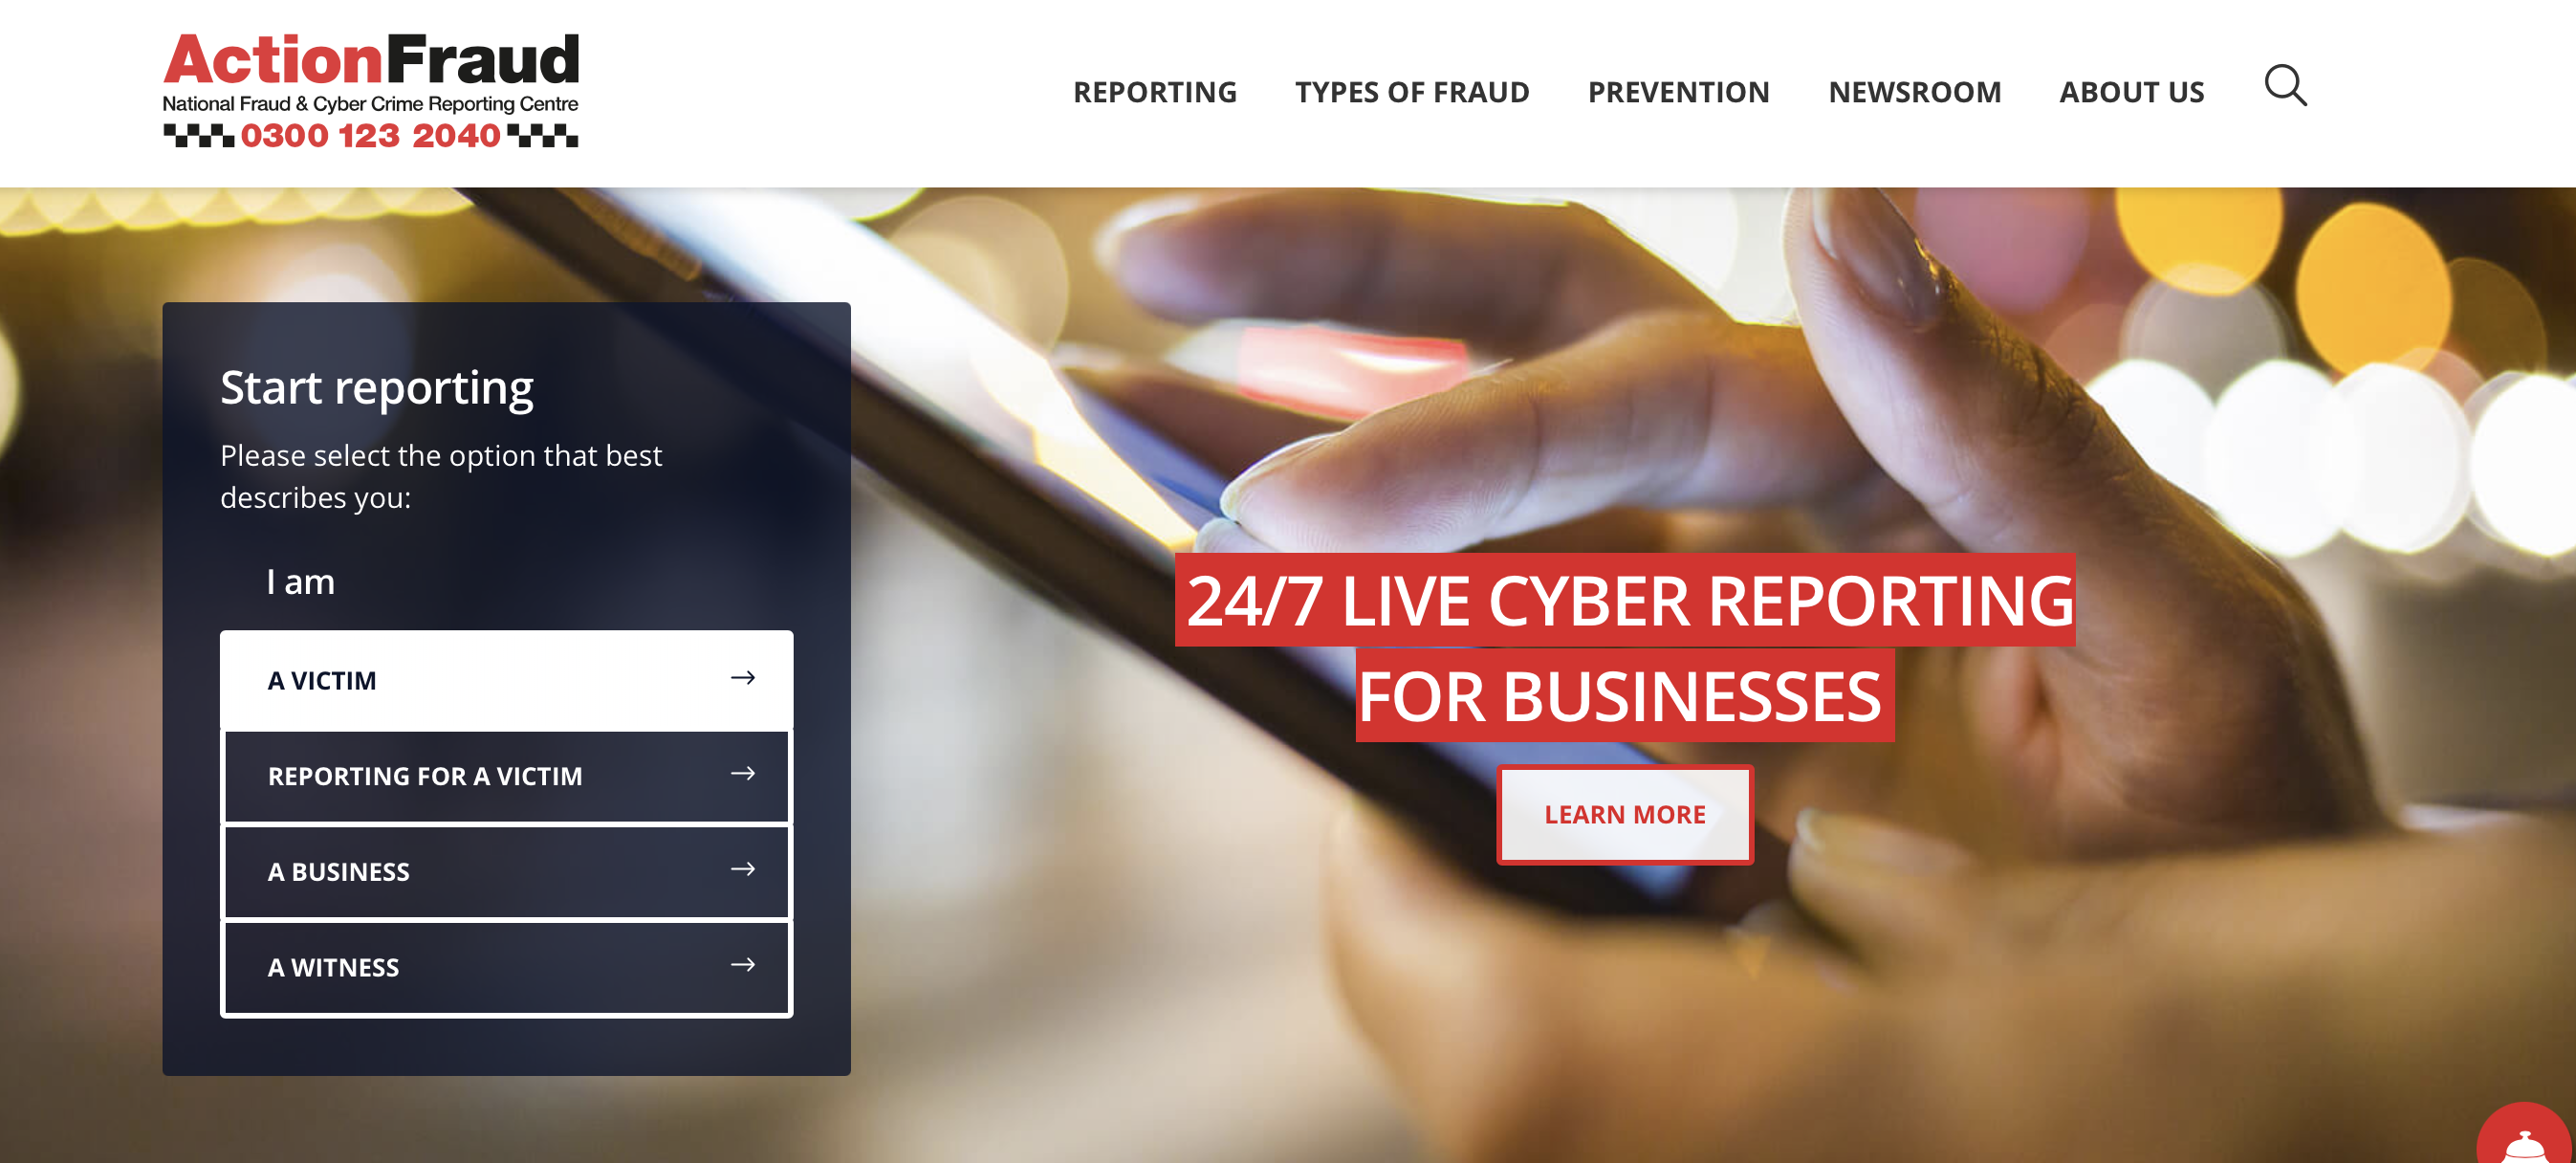 ActionFraud
National Fraud & Cyber Crime Reporting Centre
0300 123 2040
REPORTING TYPES OF FRAUD PREVENTION NEWSROOM ABOUT US
Start reporting
Please select the option that best
describes you:
I am
A VICTIM
REPORTING FOR A VICTIM
A BUSINESS
A WITNESS
24/7 LIVE CYBER REPORTING
FOR BUSINESSES
LEARN MORE